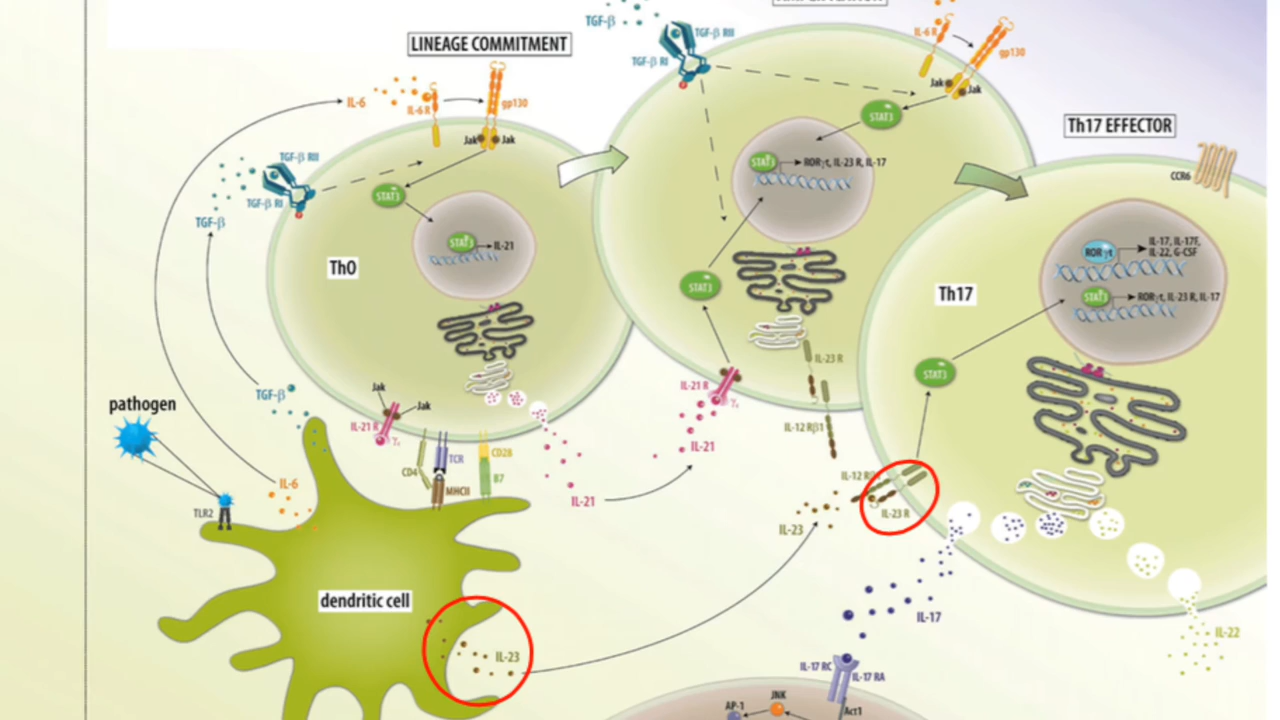 LINEAGE COMMITMENT
IL-6
IL-6 R
gp130
Jak
Jak
TGF-β RII
TGF-β RI
TGF-β
STAT3
STAT3
IL-21
Th0
TGF-β
IL-6
pathogen
TLR2
Jak
Jak
IL-21 R
γc
CD4
TCR
MHCII
CD28
B7
IL-21
dendritic cell
IL-23
TGF-β
TGF-β RII
TGF-β RI
IL-6 R
gp130
Jak
Jak
STAT3
STAT3
RORγt, IL-23 R, IL-17
STAT3
IL-21 R
γc
IL-21
IL-23 R
IL-12 Rβ1
Th17 EFFECTOR
CCR6
Th17
RORγt
IL-17, IL-17F,
IL-22, G-CSF
STAT3
RORγt, IL-23 R, IL-17
STAT3
IL-23 R
IL-23
IL-17
IL-22
IL-17 RC
IL-17 RA
AP-1
JNK
Act1